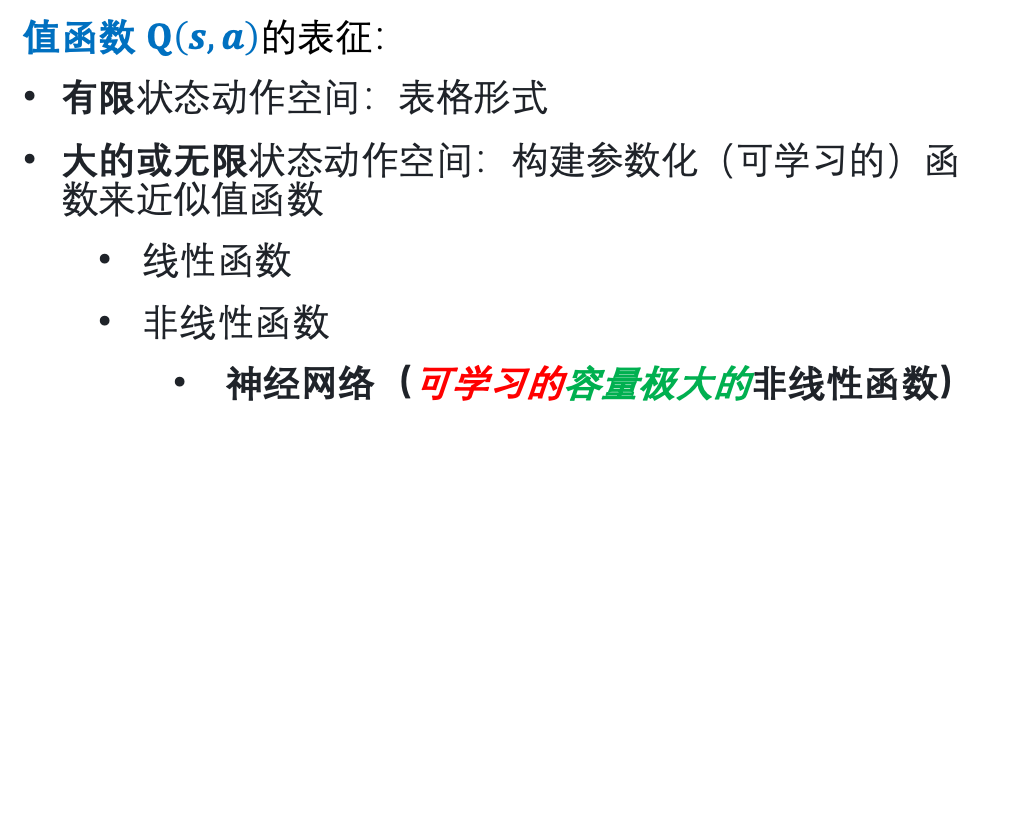 值函数 Q(s, a)的表征：
• 有限状态动作空间：表格形式
• 大的或无限状态动作空间：构建参数化（可学习的）函
数来近似值函数
• 线性函数
• 非线性函数
• 神经网络（可学习的容量极大的非线性函数）